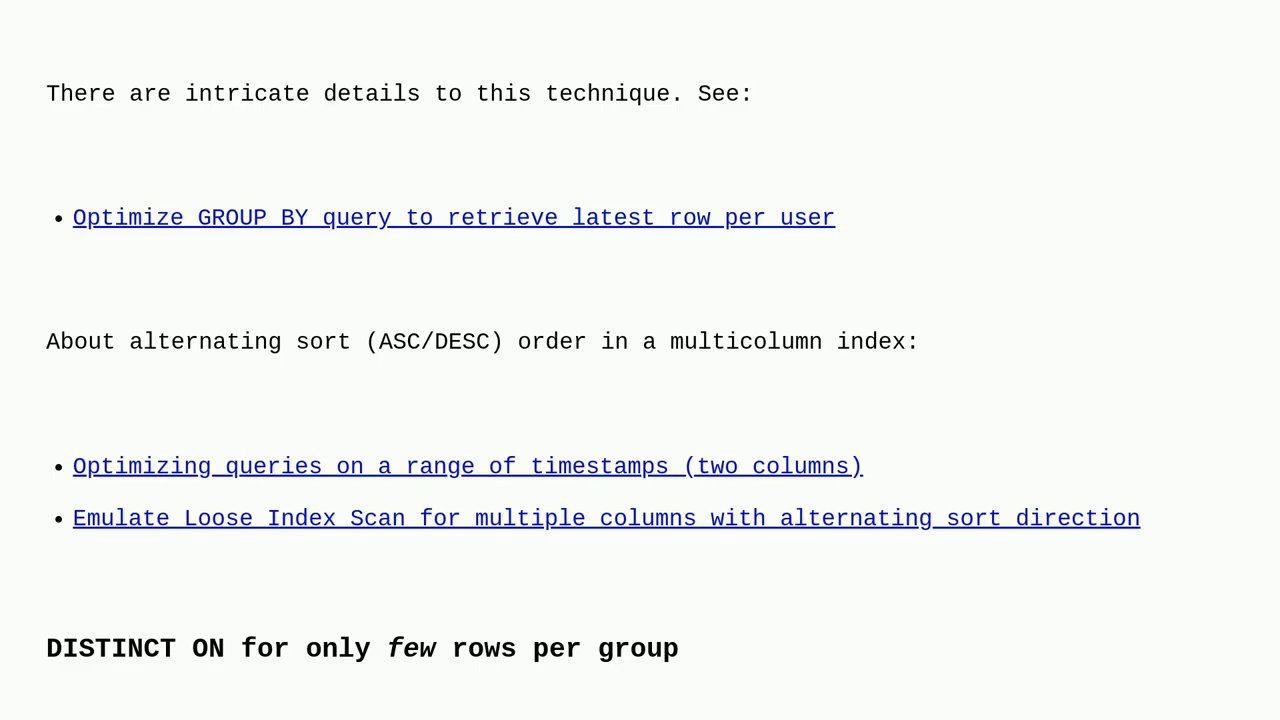 There are intricate details to this technique. See:
• Optimize GROUP BY query to retrieve latest row per user
About alternating sort (ASC/DESC) order in a multicolumn index:
• Optimizing queries on a range of timestamps (two columns)
• Emulate Loose Index Scan for multiple columns with alternating sort direction
DISTINCT ON for only few rows per group